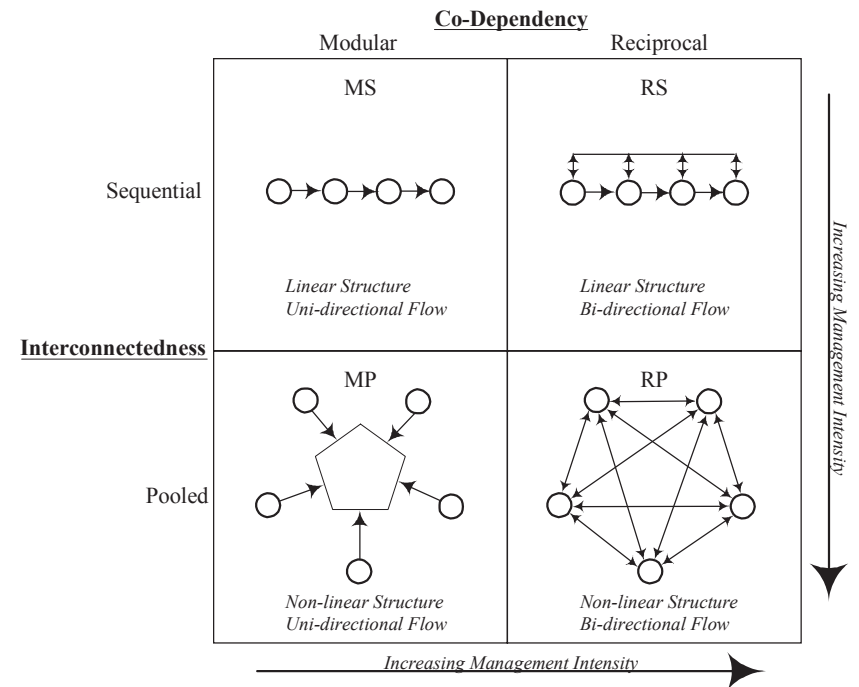 Co-Dependency
Modular
Reciprocal
MS
RS
Sequential
Linear Structure
Uni-directional Flow
Linear Structure
Bi-directional Flow
Increasing Management Intensity
Interconnectedness
MP
RP
Pooled
Non-linear Structure
Uni-directional Flow
Non-linear Structure
Bi-directional Flow
Increasing Management Intensity